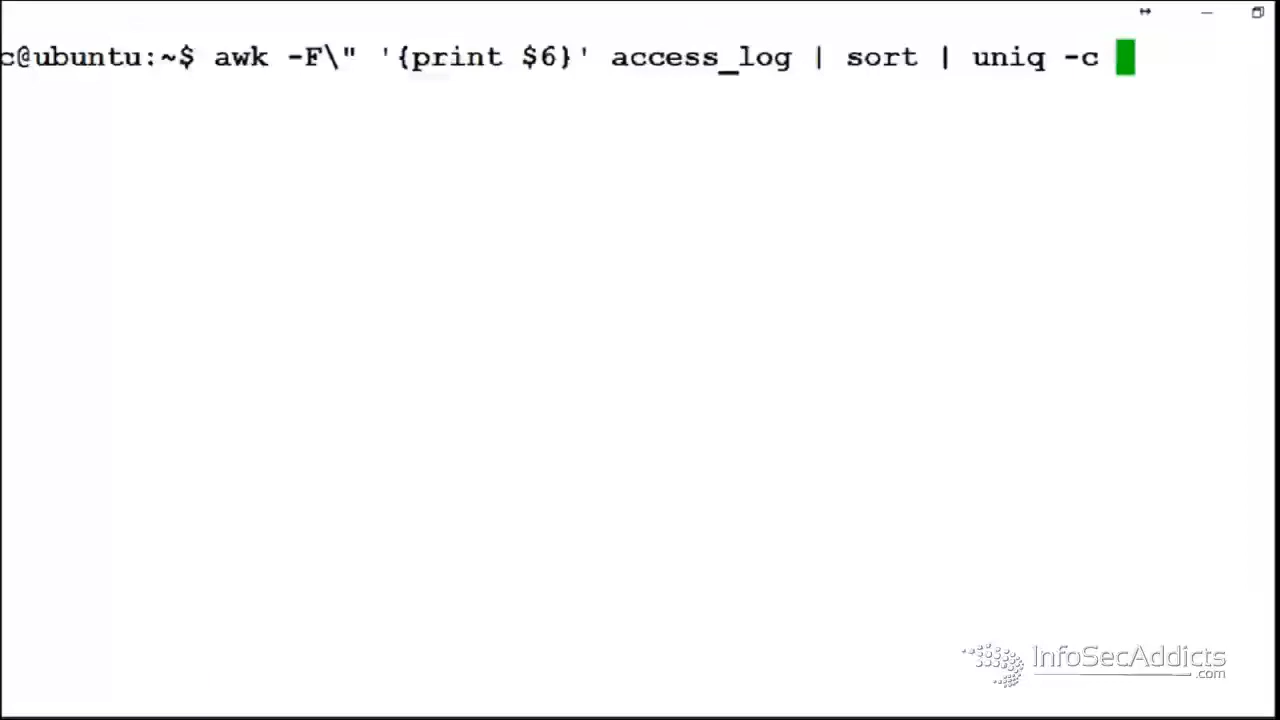 c@ubuntu:~$ awk -F\" '{print $6}' access_log | sort | uniq -c
InfoSecAddicts
.com